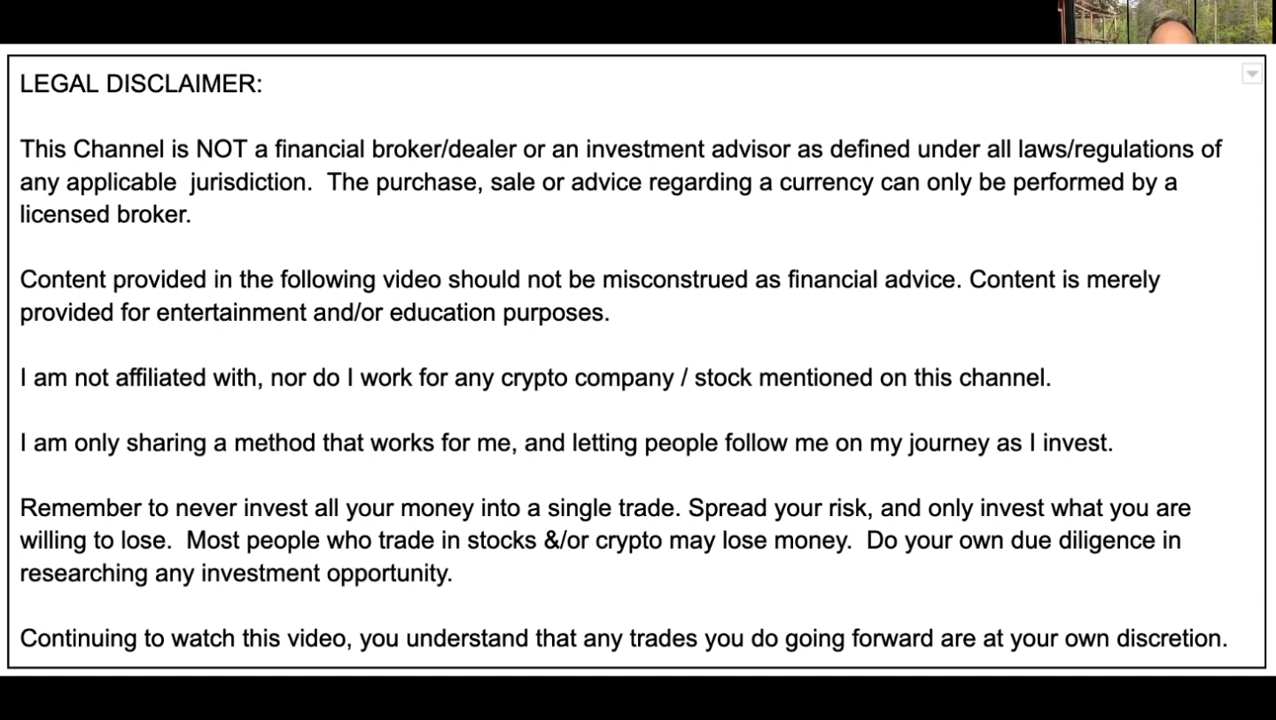 LEGAL DISCLAIMER:
This Channel is NOT a financial broker/dealer or an investment advisor as defined under all laws/regulations of
any applicable  jurisdiction.  The purchase, sale or advice regarding a currency can only be performed by a
licensed broker.
Content provided in the following video should not be misconstrued as financial advice. Content is merely
provided for entertainment and/or education purposes.
I am not affiliated with, nor do I work for any crypto company / stock mentioned on this channel.
I am only sharing a method that works for me, and letting people follow me on my journey as I invest.
Remember to never invest all your money into a single trade. Spread your risk, and only invest what you are
willing to lose.  Most people who trade in stocks &/or crypto may lose money.  Do your own due diligence in
researching any investment opportunity.
Continuing to watch this video, you understand that any trades you do going forward are at your own discretion.